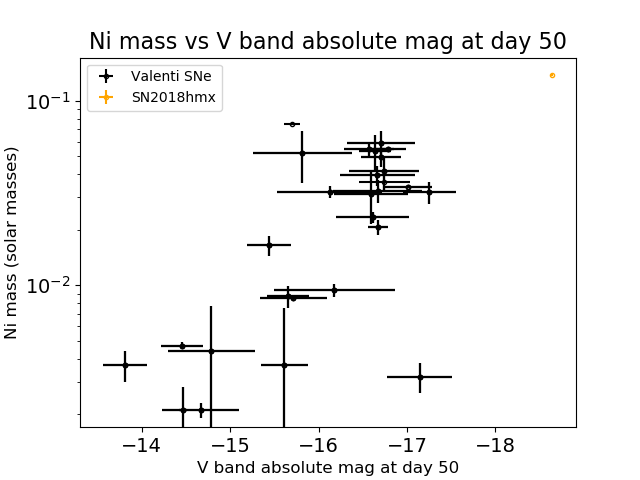 Ni mass vs V band absolute mag at day 50
Valenti SNe
SN2018hmx
10⁻¹
10⁻²
Ni mass (solar masses)
−14 −15 −16 −17 −18
V band absolute mag at day 50